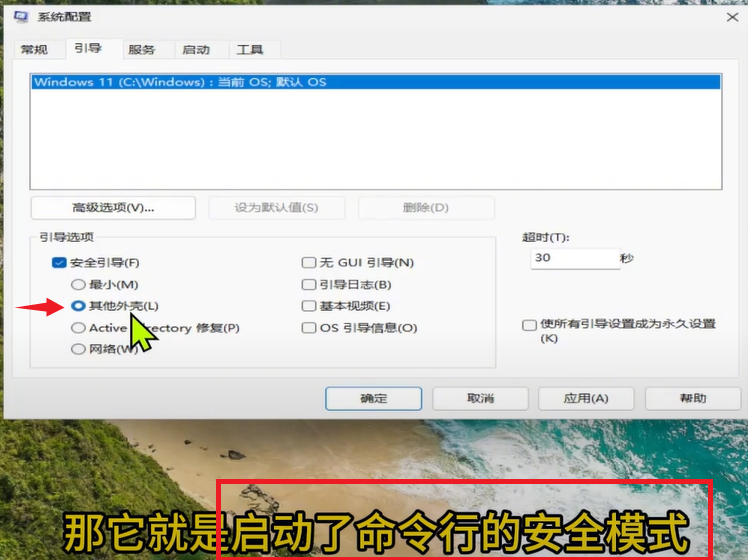 系统配置
常规 引导 服务 启动 工具
Windows 11 (C:\Windows) : 当前 OS; 默认 OS
高级选项(V)... 设为默认值(S) 删除(D)
引导选项
安全引导(F)
最小(M)
其他外壳(L)
Active Directory 修复(P)
网络(W)
无 GUI 引导(N)
引导日志(B)
基本视频(E)
OS 引导信息(O)
超时(T):
30 秒
使所有引导设置成为永久设置
(K)
确定 取消 应用(A) 帮助
那它就是启动了命令行的安全模式